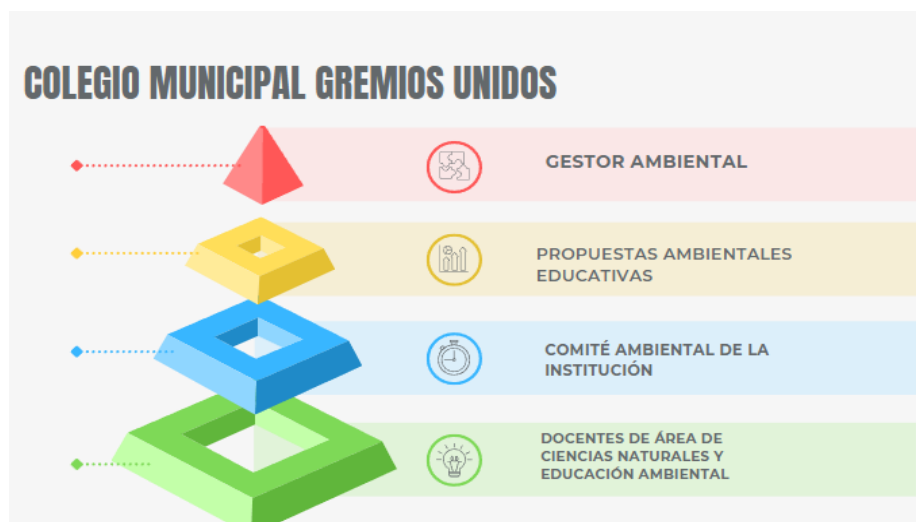 COLEGIO MUNICIPAL GREMIOS UNIDOS
GESTOR AMBIENTAL
PROPUESTAS AMBIENTALES
EDUCATIVAS
COMITÉ AMBIENTAL DE LA
INSTITUCIÓN
DOCENTES DE ÁREA DE
CIENCIAS NATURALES Y
EDUCACIÓN AMBIENTAL